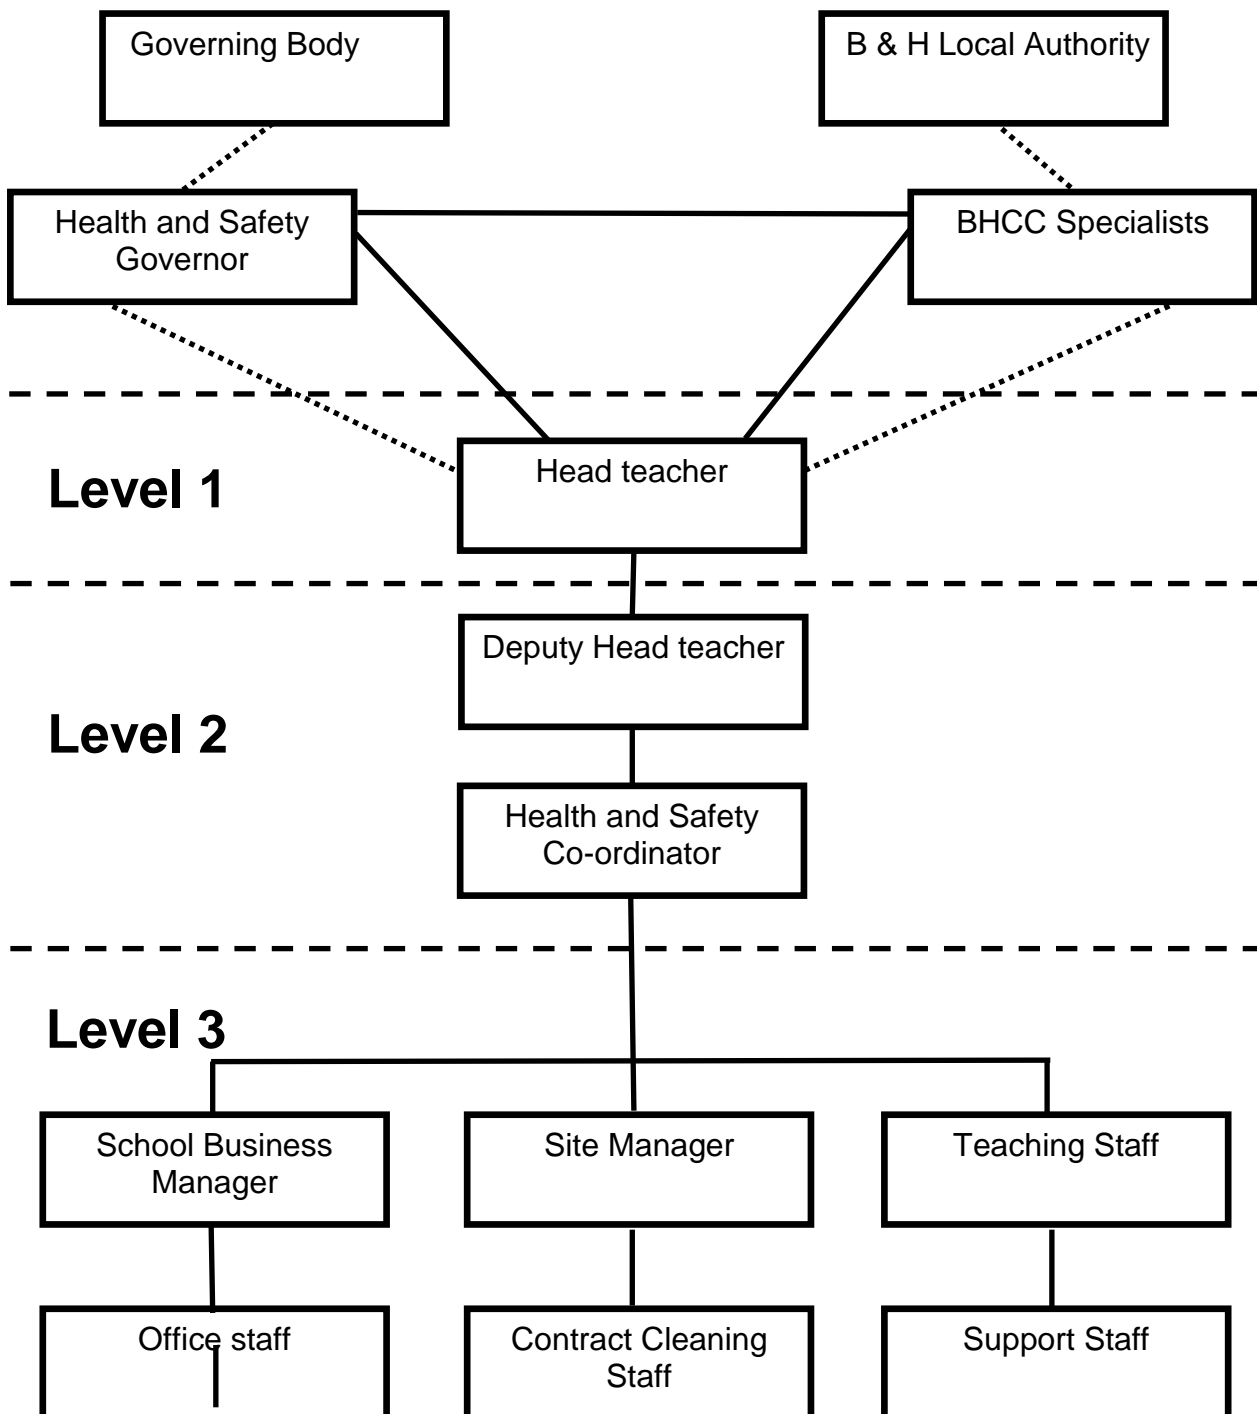 Governing Body
B & H Local Authority
Health and Safety
Governor
BHCC Specialists
Level 1
Head teacher
Deputy Head teacher
Level 2
Health and Safety
Co-ordinator
Level 3
School Business
Manager
Site Manager
Teaching Staff
Office staff
Contract Cleaning
Staff
Support Staff